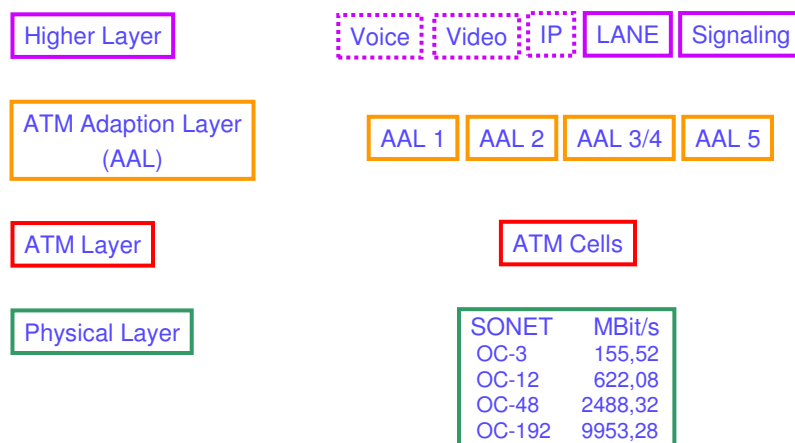 Higher Layer
Voice Video IP LANE Signaling
ATM Adaption Layer
(AAL)
AAL 1 AAL 2 AAL 3/4 AAL 5
ATM Layer
ATM Cells
Physical Layer
SONET MBit/s
OC-3 155,52
OC-12 622,08
OC-48 2488,32
OC-192 9953,28